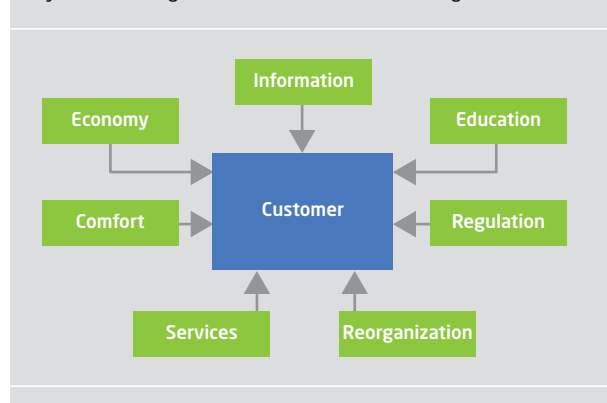 Information
Economy
Education
Customer
Comfort
Regulation
Services
Reorganization